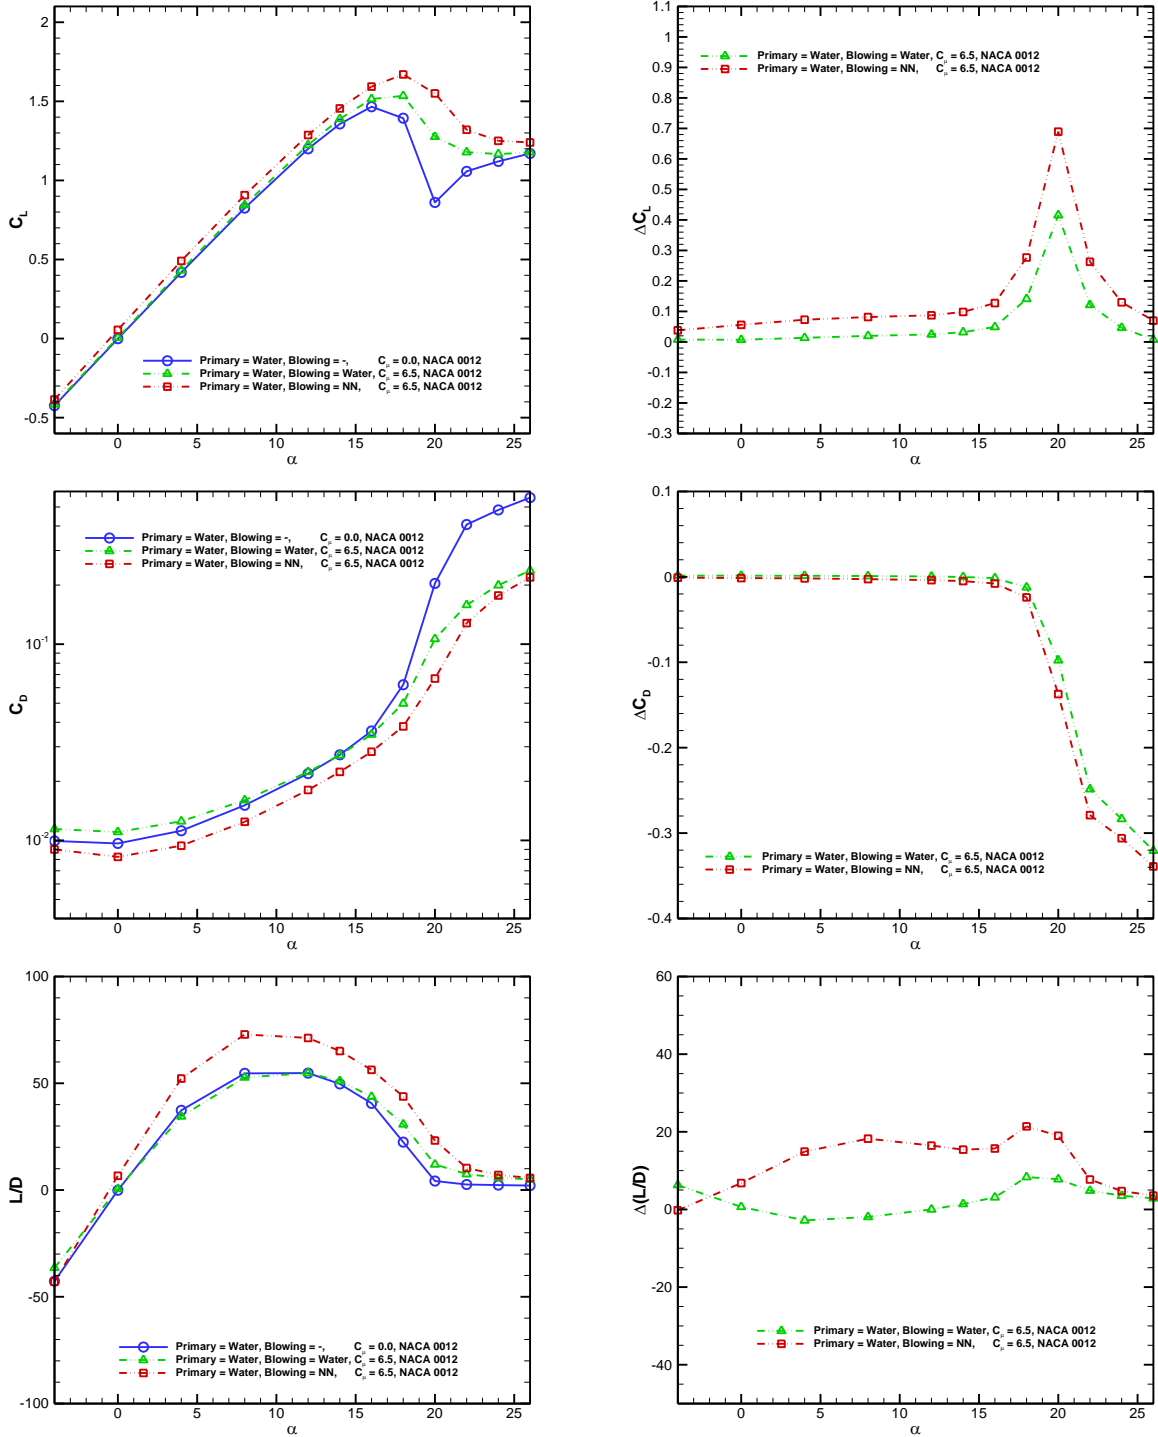 2
1.5
1
0.5
0
-0.5
C_L
Primary = Water, Blowing = -, C_μ = 0.0, NACA 0012
Primary = Water, Blowing = Water, C_μ = 6.5, NACA 0012
Primary = Water, Blowing = NN, C_μ = 6.5, NACA 0012
0 5 10 15 20 25
α
1.1
1
0.9
0.8
0.7
0.6
0.5
0.4
0.3
0.2
0.1
0
-0.1
-0.2
-0.3
ΔC_L
Primary = Water, Blowing = Water, C_μ = 6.5, NACA 0012
Primary = Water, Blowing = NN, C_μ = 6.5, NACA 0012
0 5 10 15 20 25
α
10^-1
10^-2
C_D
Primary = Water, Blowing = -, C_μ = 0.0, NACA 0012
Primary = Water, Blowing = Water, C_μ = 6.5, NACA 0012
Primary = Water, Blowing = NN, C_μ = 6.5, NACA 0012
0 5 10 15 20 25
α
0.1
0
-0.1
-0.2
-0.3
-0.4
ΔC_D
Primary = Water, Blowing = Water, C_μ = 6.5, NACA 0012
Primary = Water, Blowing = NN, C_μ = 6.5, NACA 0012
0 5 10 15 20 25
α
100
50
0
-50
-100
L/D
Primary = Water, Blowing = -, C_μ = 0.0, NACA 0012
Primary = Water, Blowing = Water, C_μ = 6.5, NACA 0012
Primary = Water, Blowing = NN, C_μ = 6.5, NACA 0012
0 5 10 15 20 25
α
60
40
20
0
-20
-40
Δ(L/D)
Primary = Water, Blowing = Water, C_μ = 6.5, NACA 0012
Primary = Water, Blowing = NN, C_μ = 6.5, NACA 0012
0 5 10 15 20 25
α